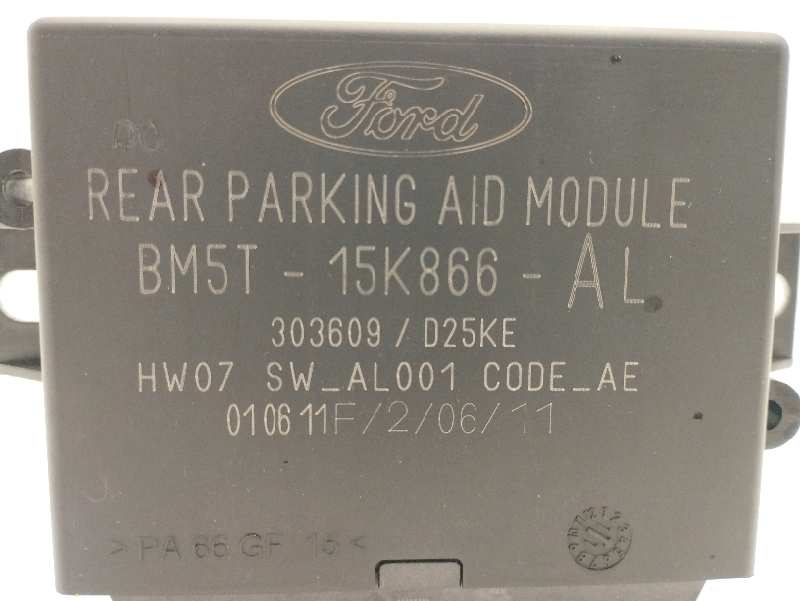 Ford
REAR PARKING AID MODULE
BM5T - 15K866 - AL
303609 / D25KE
HW07 SW_AL001 CODE_AE
010611F/2/06/11
> PA 66 GF 15 <